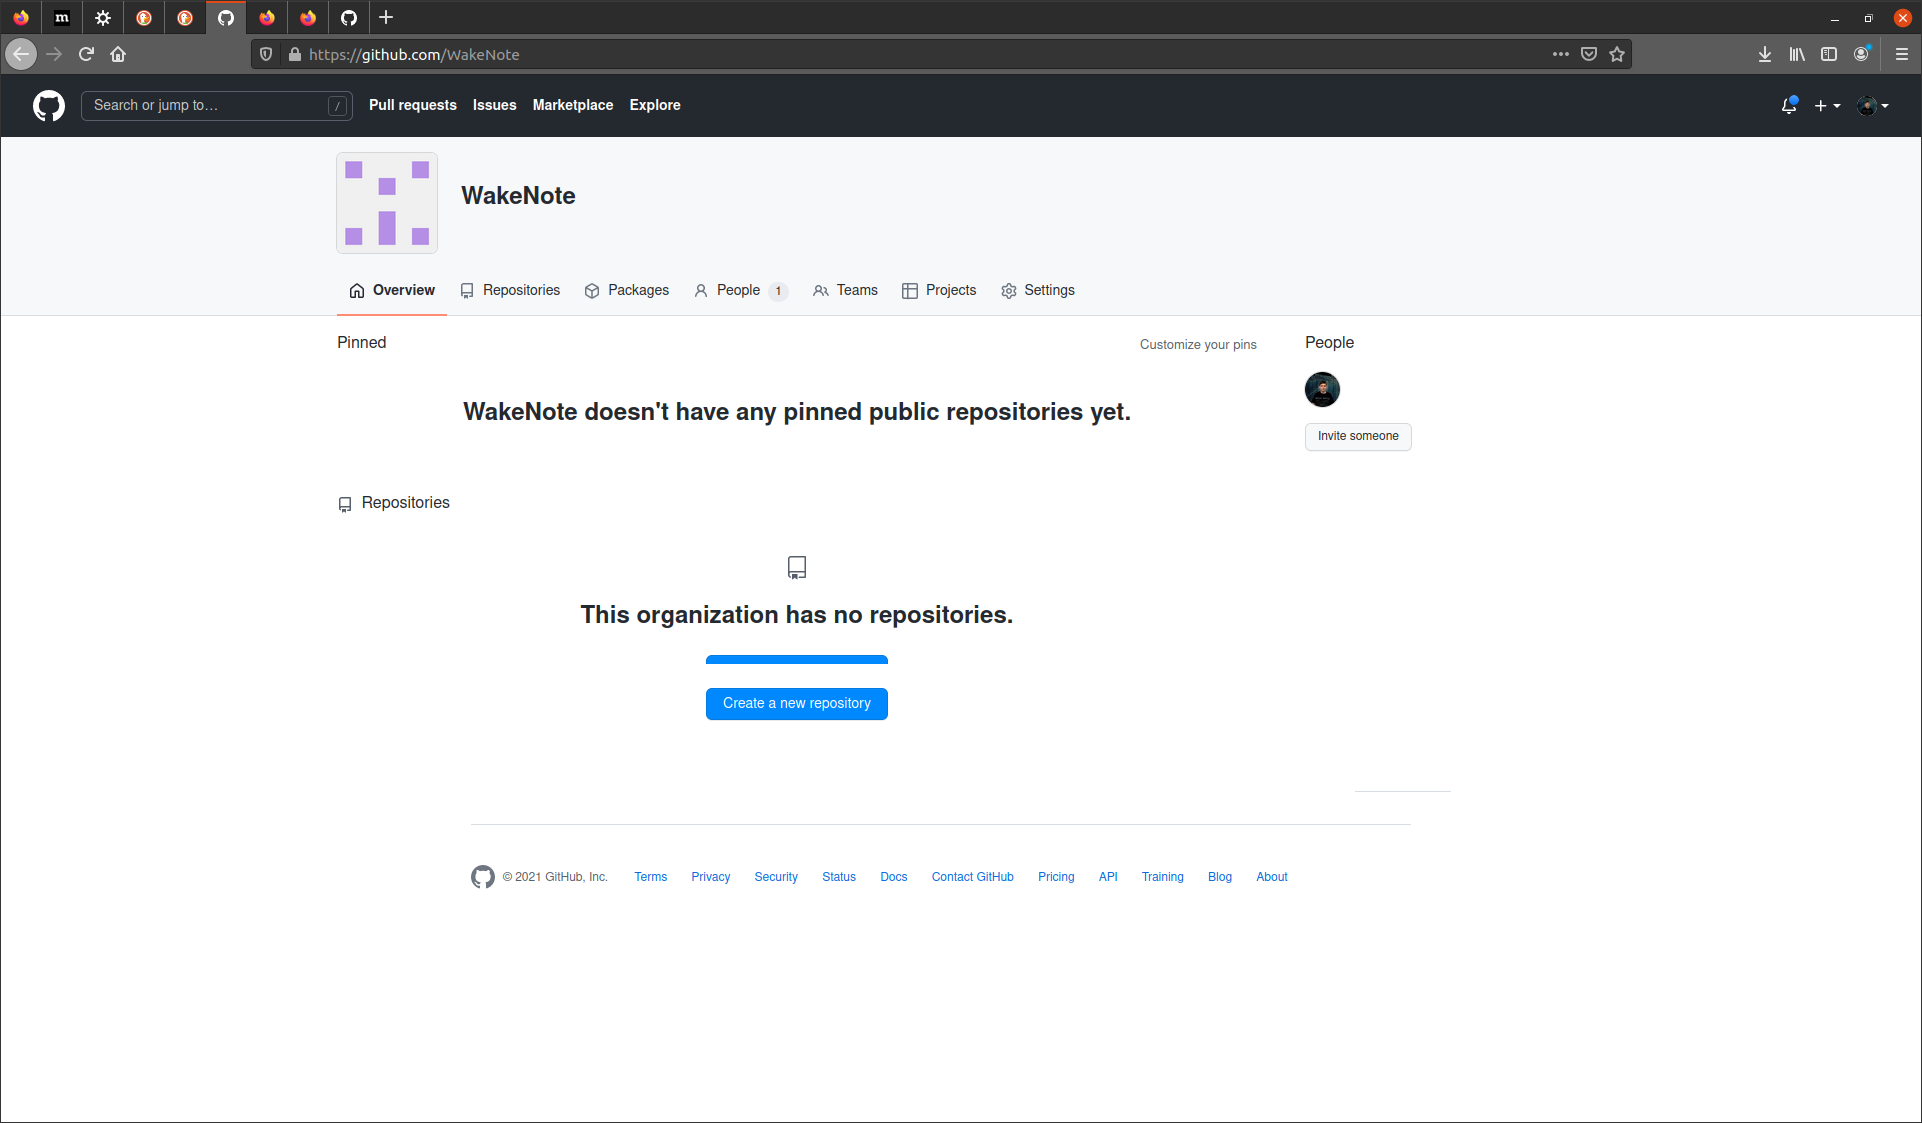 m
https://github.com/WakeNote
Search or jump to… /
Pull requests Issues Marketplace Explore
WakeNote
Overview Repositories Packages People 1 Teams Projects Settings
Pinned
Customize your pins
People
WakeNote doesn't have any pinned public repositories yet.
Invite someone
Repositories
This organization has no repositories.
Create a new repository
© 2021 GitHub, Inc. Terms Privacy Security Status Docs Contact GitHub Pricing API Training Blog About